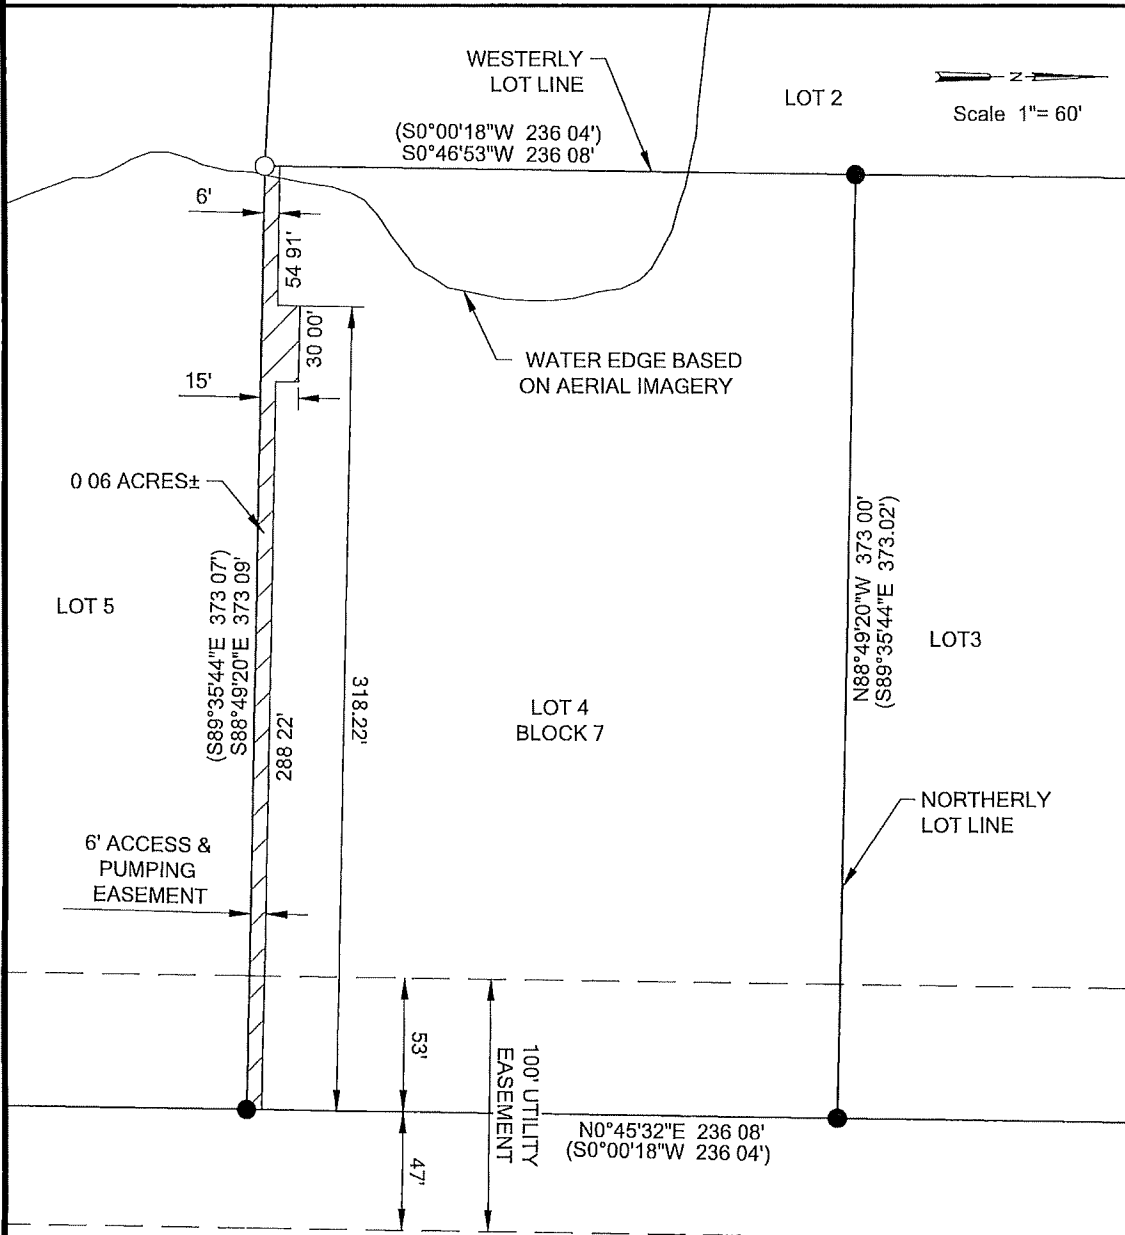 WESTERLY
LOT LINE
LOT 2
N
Scale 1"= 60'
(S0°00'18"W 236 04')
S0°46'53"W 236 08'
6'
54 91'
30 00'
15'
WATER EDGE BASED
ON AERIAL IMAGERY
0 06 ACRES±
(S89°35'44"E 373 07')
S88°49'20"E 373 09'
N88°49'20"W 373 00'
(S89°35'44"E 373.02')
LOT 5
LOT3
318.22'
288 22'
LOT 4
BLOCK 7
NORTHERLY
LOT LINE
6' ACCESS &
PUMPING
EASEMENT
53'
100' UTILITY
EASEMENT
47'
N0°45'32"E 236 08'
(S0°00'18"W 236 04')